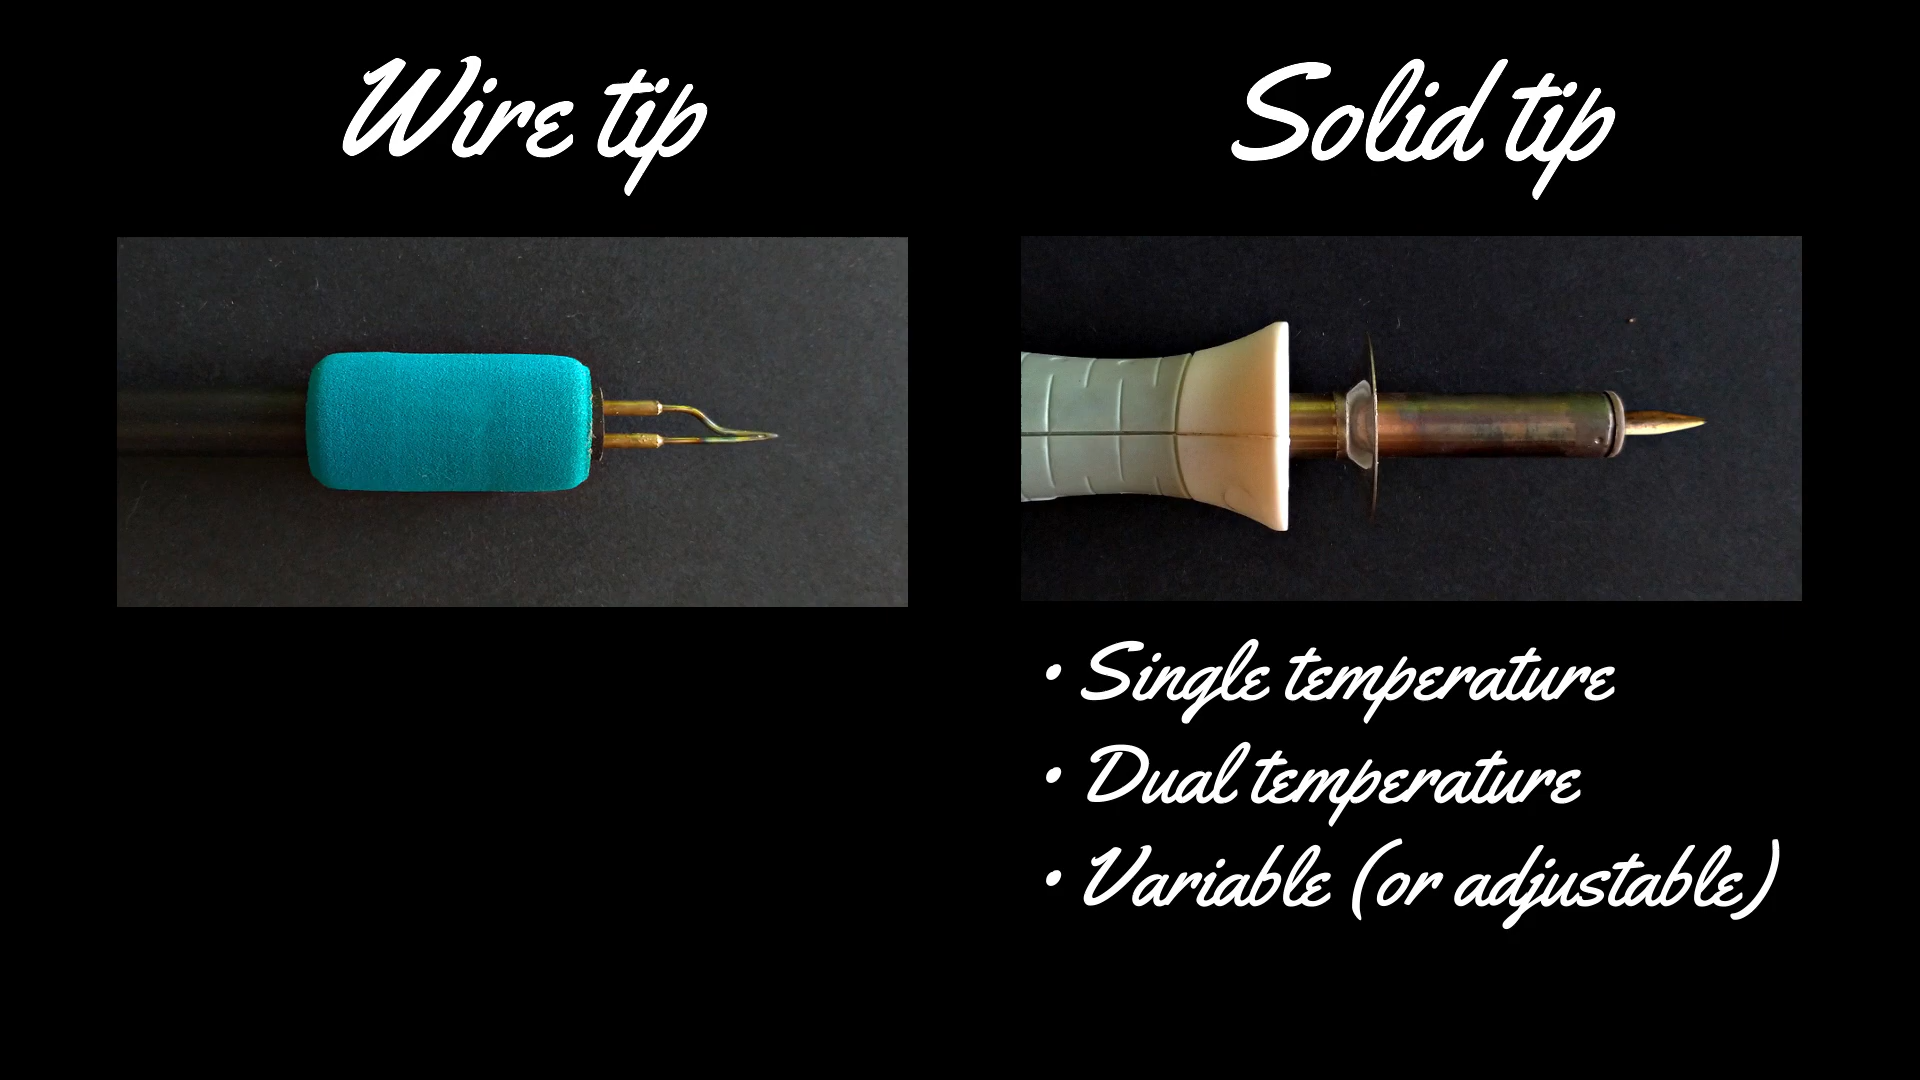 Wire tip
Solid tip
• Single temperature
• Dual temperature
• Variable (or adjustable)